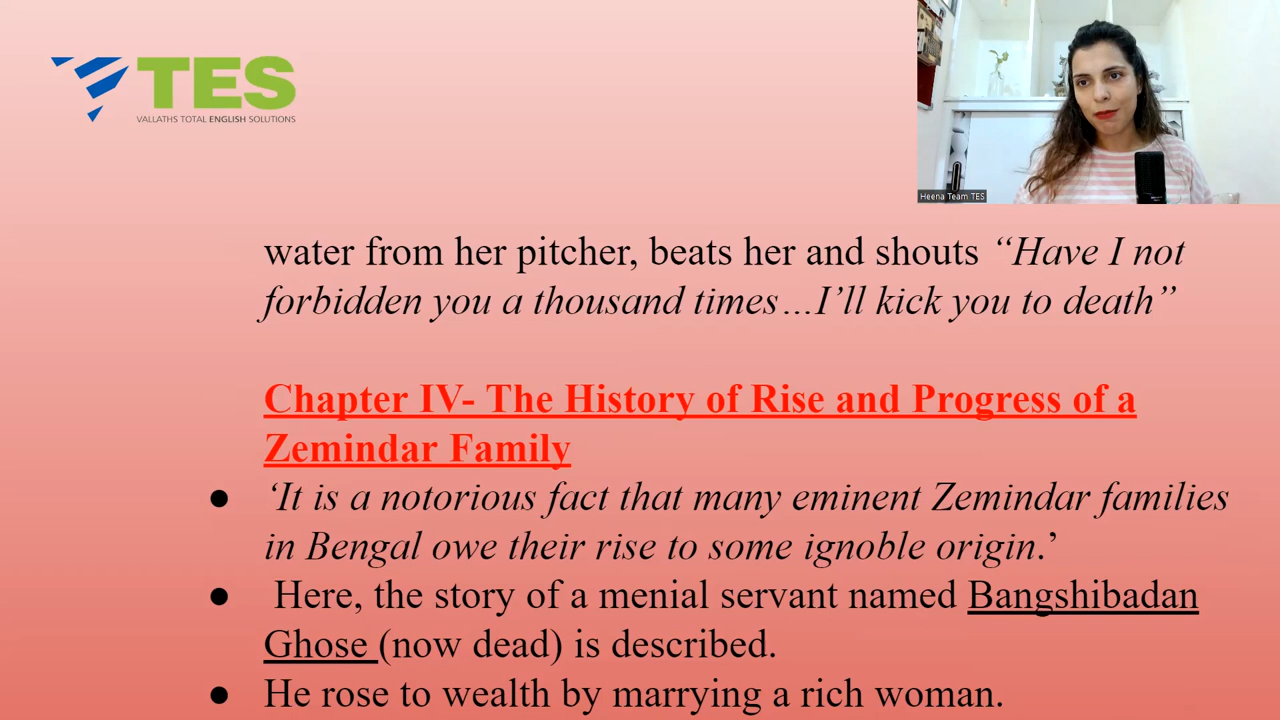 TES
VALLATHS TOTAL ENGLISH SOLUTIONS
Heena Team TES
water from her pitcher, beats her and shouts “Have I not
forbidden you a thousand times…I’ll kick you to death”
Chapter IV- The History of Rise and Progress of a
Zemindar Family
● ‘It is a notorious fact that many eminent Zemindar families
in Bengal owe their rise to some ignoble origin.’
● Here, the story of a menial servant named Bangshibadan
Ghose (now dead) is described.
● He rose to wealth by marrying a rich woman.